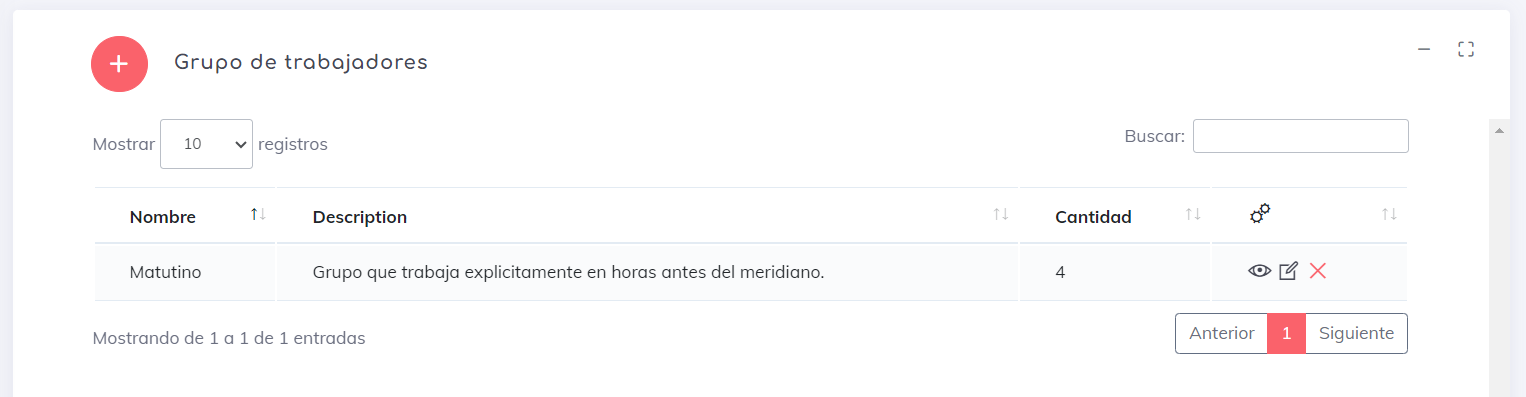 Grupo de trabajadores
Mostrar 10 registros
Buscar:
Nombre Description Cantidad
Matutino Grupo que trabaja explicitamente en horas antes del meridiano. 4
Mostrando de 1 a 1 de 1 entradas
Anterior 1 Siguiente